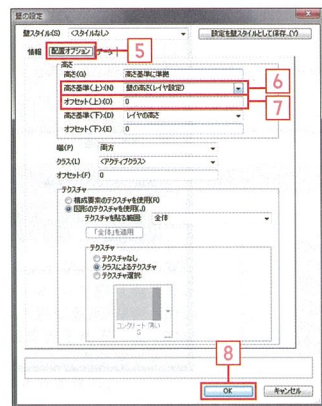 壁の設定
壁スタイル(S) <スタイルなし> 設定を壁スタイルとして保存...(Y)
情報 配置オプション データ
5
高さ
高さ(G) 高さ基準に準拠
高さ基準(上):(N) 壁の高さ(レイヤ設定)
6
オフセット(上):(O) 0
7
高さ基準(下):(D) レイヤの高さ
オフセット(下):(E) 0
端(P) 両方
クラス(L) <アクティブクラス>
オフセット(F) 0
テクスチャ
構成要素のテクスチャを使用(R)
図形のテクスチャを使用(J)
テクスチャを貼る範囲: 全体
「全体」を適用
テクスチャ
テクスチャなし
クラスによるテクスチャ
テクスチャ選択:
8
OK キャンセル